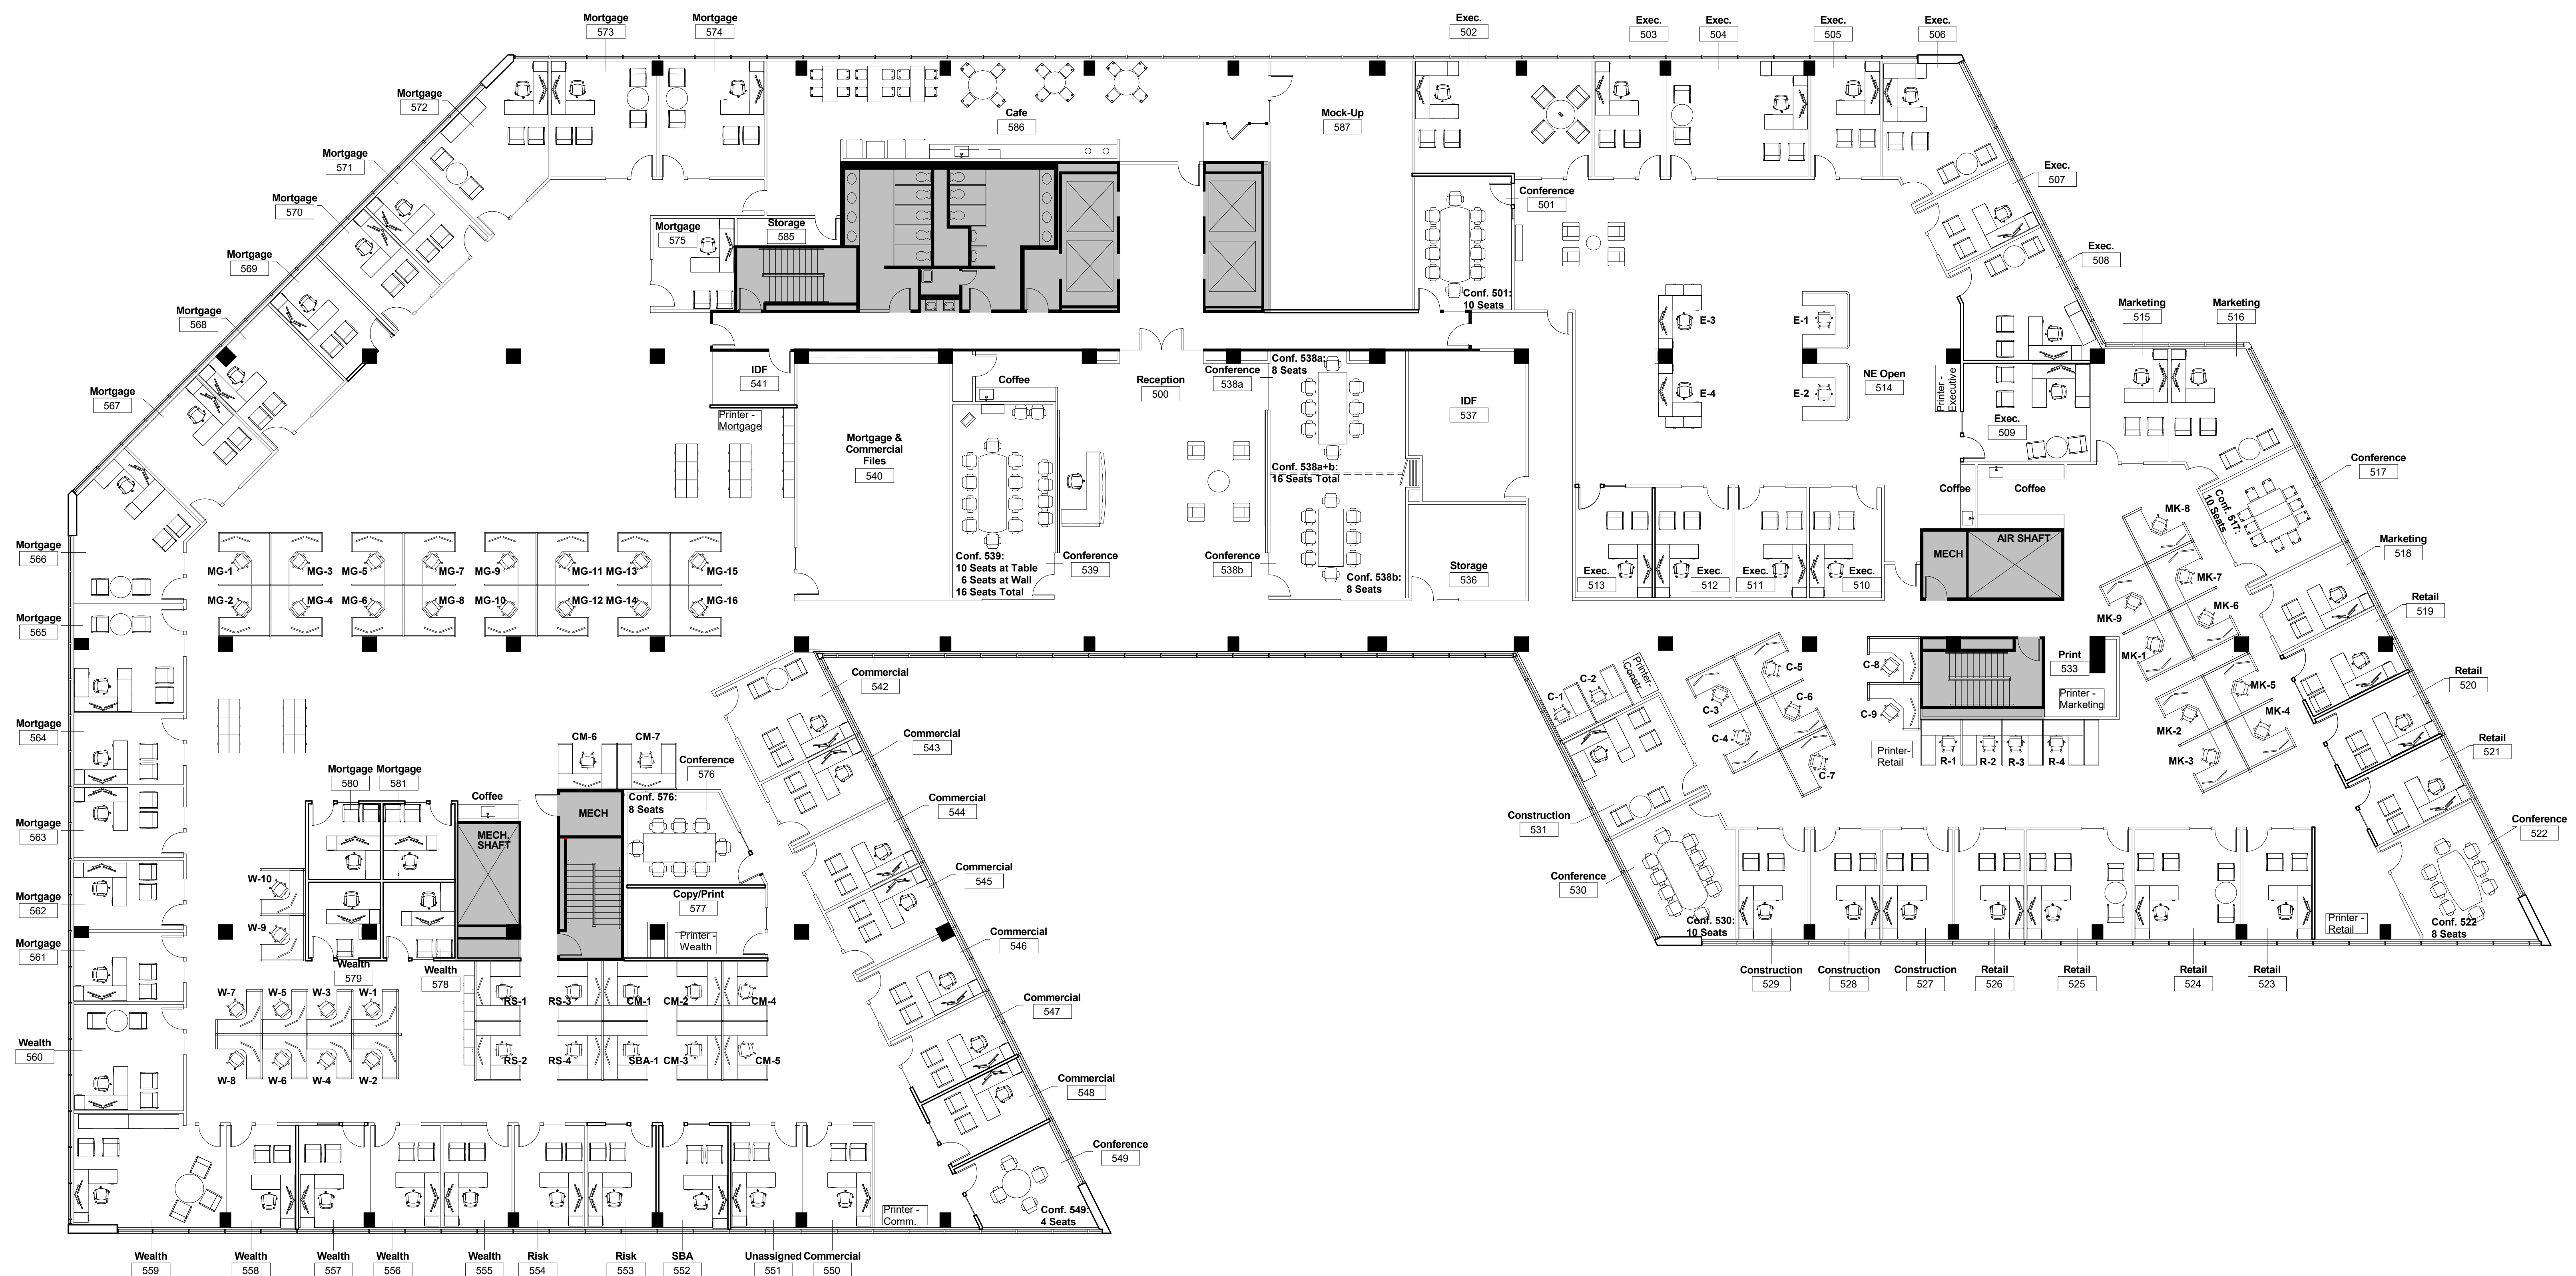 Mortgage
573
Mortgage
574
Exec.
502
Exec.
503
Exec.
504
Exec.
505
Exec.
506
Mortgage
572
Cafe
586
Mock-Up
587
Mortgage
571
Exec.
507
Mortgage
570
Conference
501
Mortgage
575
Storage
585
Mortgage
569
Exec.
508
Conf. 501:
10 Seats
Mortgage
568
Marketing
515
Marketing
516
E-3
E-1
Conf. 538a:
8 Seats
IDF
541
Coffee
Reception
500
Conference
538a
NE Open
514
E-4
E-2
Printer -
Executive
Mortgage
567
Printer -
Mortgage
IDF
537
Exec.
509
Mortgage &
Commercial
Files
540
Conference
517
Conf. 538a+b:
16 Seats Total
Coffee
Coffee
Conf. 517:
10 Seats
MK-8
Mortgage
566
MECH
AIR SHAFT
Marketing
518
Conf. 539:
10 Seats at Table
6 Seats at Wall
16 Seats Total
Conference
539
Conference
538b
Conf. 538b:
8 Seats
Storage
536
Exec.
513
Exec.
512
Exec.
511
Exec.
510
MG-1
MG-3
MG-5
MG-7
MG-9
MG-11
MG-13
MG-15
MG-2
MG-4
MG-6
MG-8
MG-10
MG-12
MG-14
MG-16
MK-7
MK-9
MK-6
MK-1
Retail
519
Mortgage
565
Commercial
542
Printer-
Constr.
C-1
C-2
C-5
C-3
C-6
C-4
C-7
C-8
C-9
Print
533
Printer -
Marketing
MK-5
MK-2
MK-4
MK-3
Retail
520
Mortgage
564
CM-6
CM-7
Commercial
543
Conference
576
Printer-
Retail
R-1
R-2
R-3
R-4
Retail
521
Mortgage
580
Mortgage
581
Coffee
Conf. 576:
8 Seats
Commercial
544
Construction
531
Conference
522
Mortgage
563
MECH.
SHAFT
MECH
Commercial
545
Conference
530
W-10
Copy/Print
577
Mortgage
562
W-9
Printer -
Wealth
Commercial
546
Conf. 530:
10 Seats
Printer -
Retail
Conf. 522
8 Seats
Mortgage
561
Wealth
579
Wealth
578
Construction
529
Construction
528
Construction
527
Retail
526
Retail
525
Retail
524
Retail
523
W-7
W-5
W-3
W-1
RS-1
RS-3
CM-1
CM-2
CM-4
Commercial
547
Wealth
560
W-8
W-6
W-4
W-2
RS-2
RS-4
SBA-1
CM-3
CM-5
Commercial
548
Conference
549
Printer -
Comm.
Conf. 549:
4 Seats
Wealth
559
Wealth
558
Wealth
557
Wealth
556
Wealth
555
Risk
554
Risk
553
SBA
552
Unassigned
551
Commercial
550